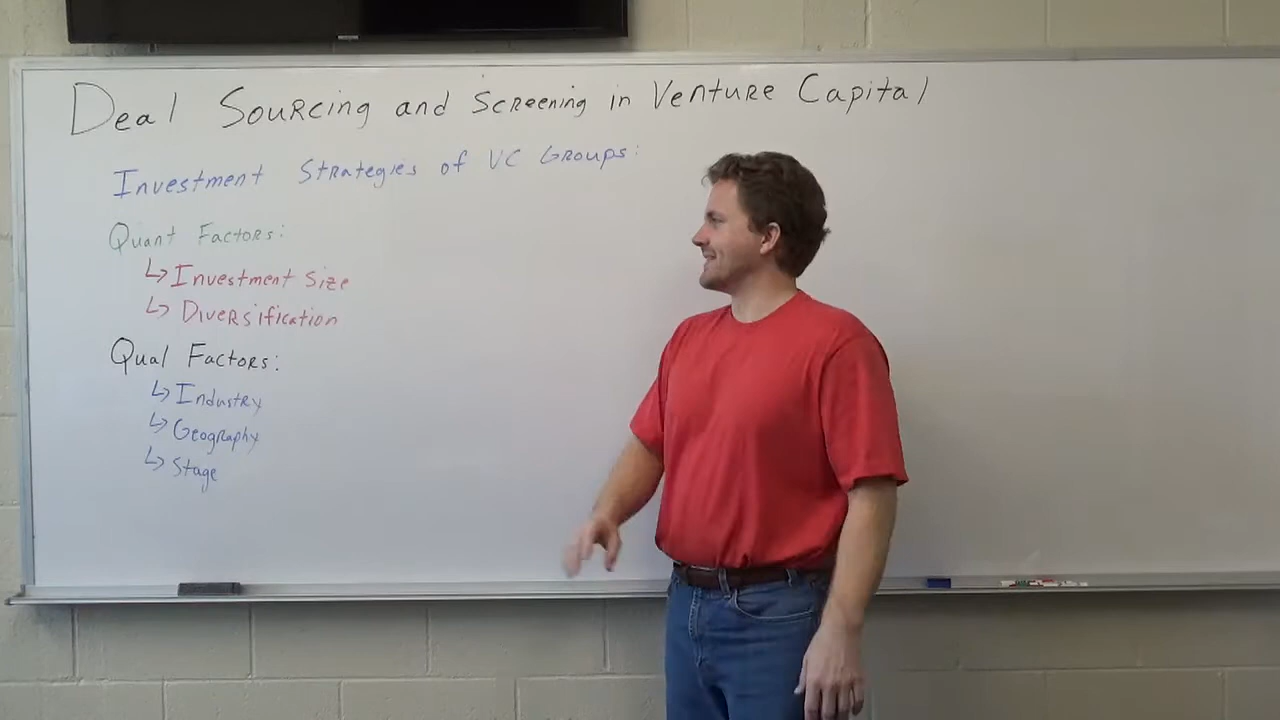 Deal Sourcing and Screening in Venture Capital
Investment Strategies of VC Groups:
Quant Factors:
↳ Investment Size
↳ Diversification
Qual Factors:
↳ Industry
↳ Geography
↳ Stage